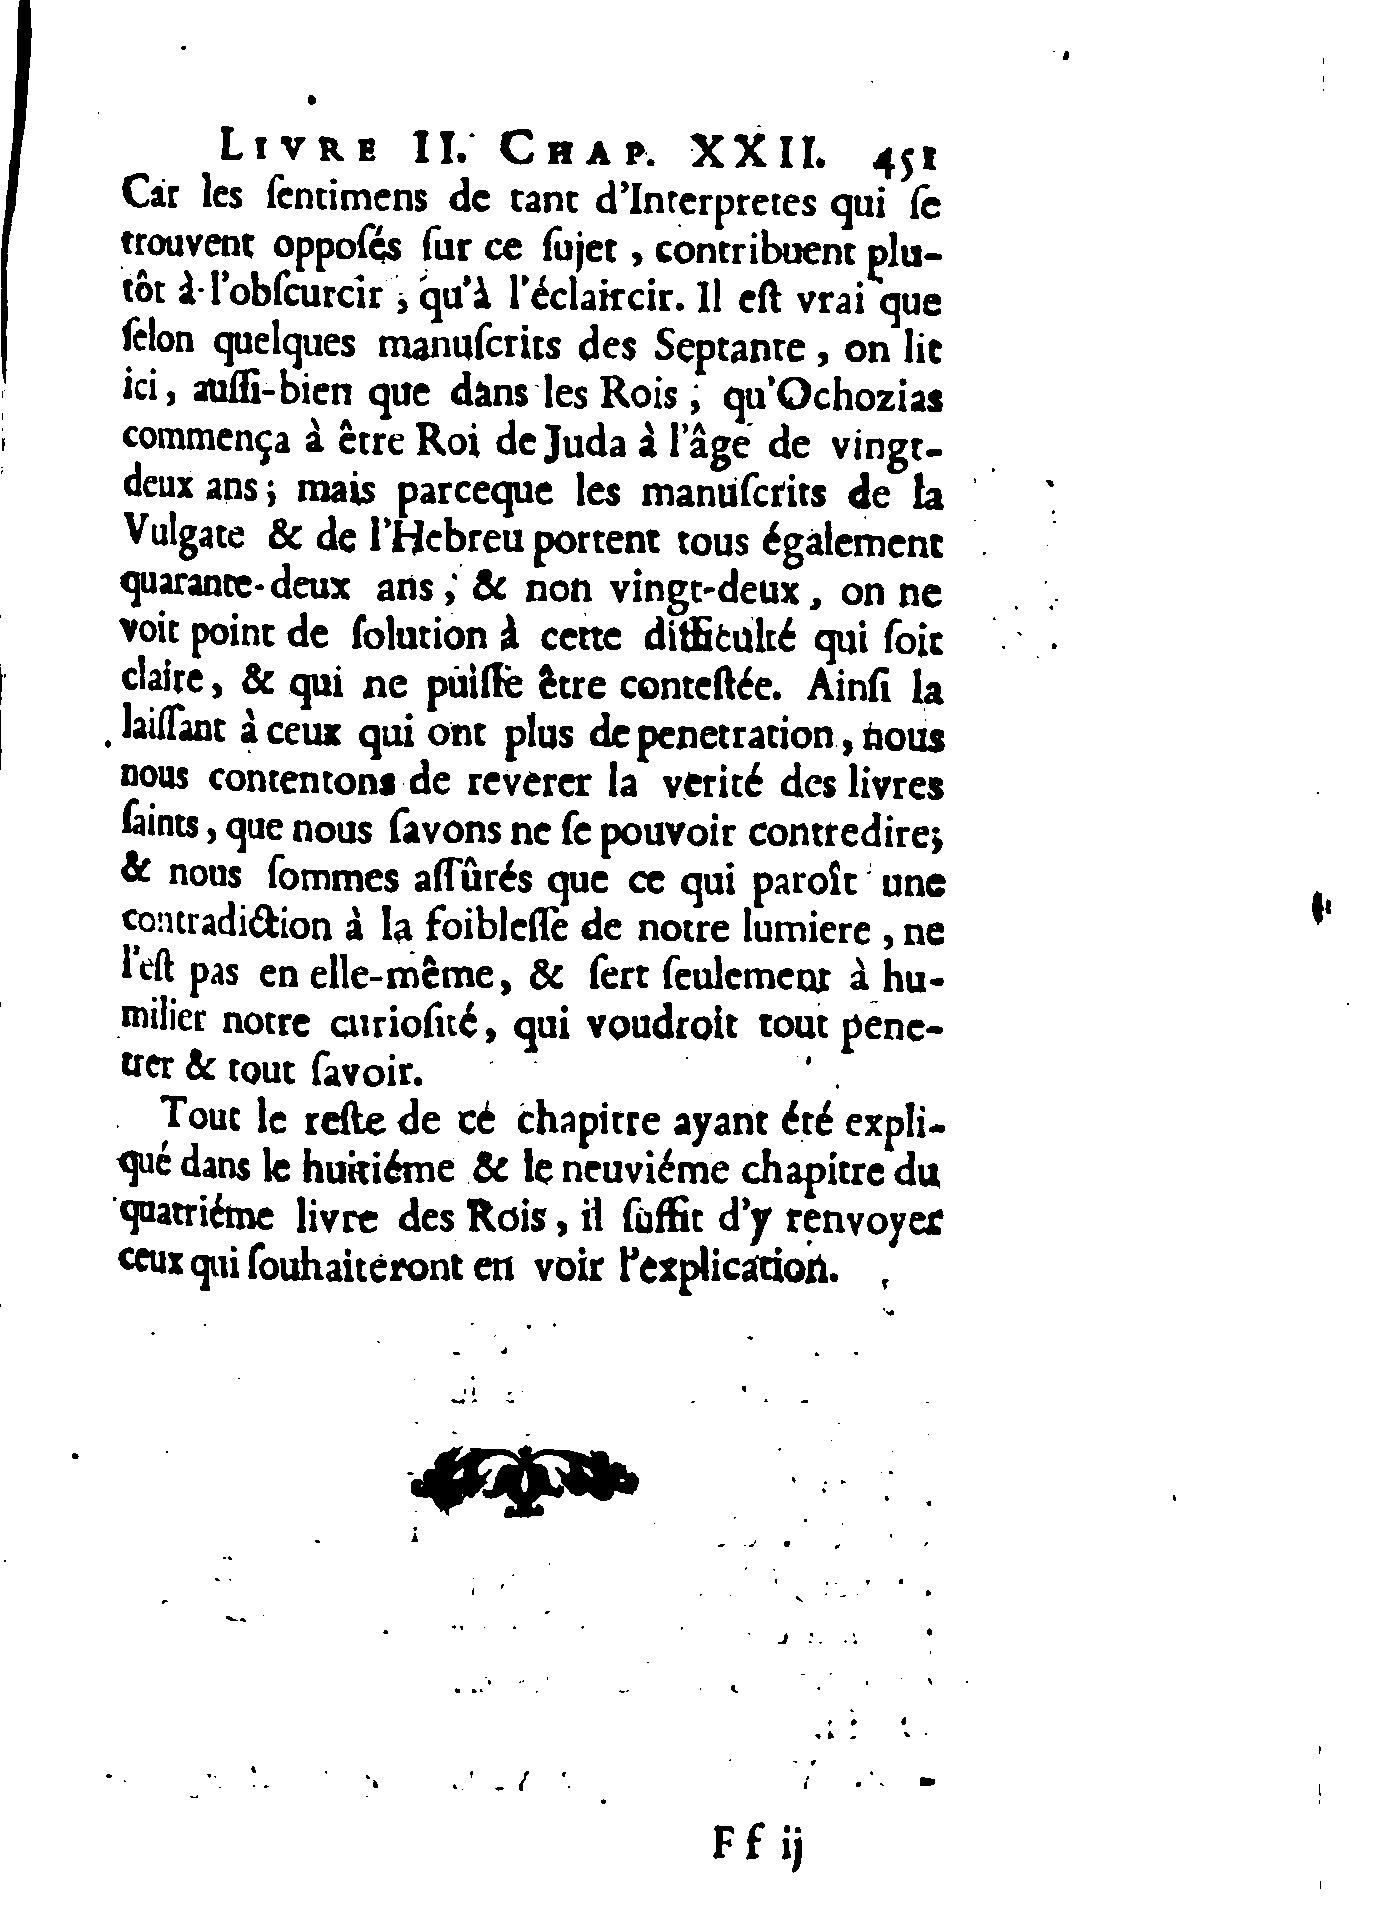 LIVRE II. CHAP. XXII. 451
Car les ſentimens de tant d'Interpretes qui ſe
trouvent oppoſés ſur ce ſujet, contribuent plu-
tôt à l'obſcurcir, qu'à l'éclaircir. Il eſt vrai que
ſelon quelques manuſcrits des Septante, on lit
ici, auſſi-bien que dans les Rois, qu'Ochozias
commença à être Roi de Juda à l'âge de vingt-
deux ans; mais parceque les manuſcrits de la
Vulgate & de l'Hebreu portent tous également
quarante-deux ans, & non vingt-deux, on ne
voit point de ſolution à cette difficulté qui ſoit
claire, & qui ne puiſſe être conteſtée. Ainſi la
laiſſant à ceux qui ont plus de penetration, nous
nous contentons de reverer la verité des livres
ſaints, que nous ſavons ne ſe pouvoir contredire;
& nous ſommes aſſûrés que ce qui paroît une
contradiction à la foibleſſe de notre lumiere, ne
l'eſt pas en elle-même, & ſert ſeulement à hu-
milier notre curioſité, qui voudroit tout pene-
trer & tout ſavoir.
Tout le reſte de ce chapitre ayant été expli-
qué dans le huitiéme & le neuviéme chapitre du
quatriéme livre des Rois, il ſuffit d'y renvoyer
ceux qui ſouhaiteront en voir l'explication.
F f ij